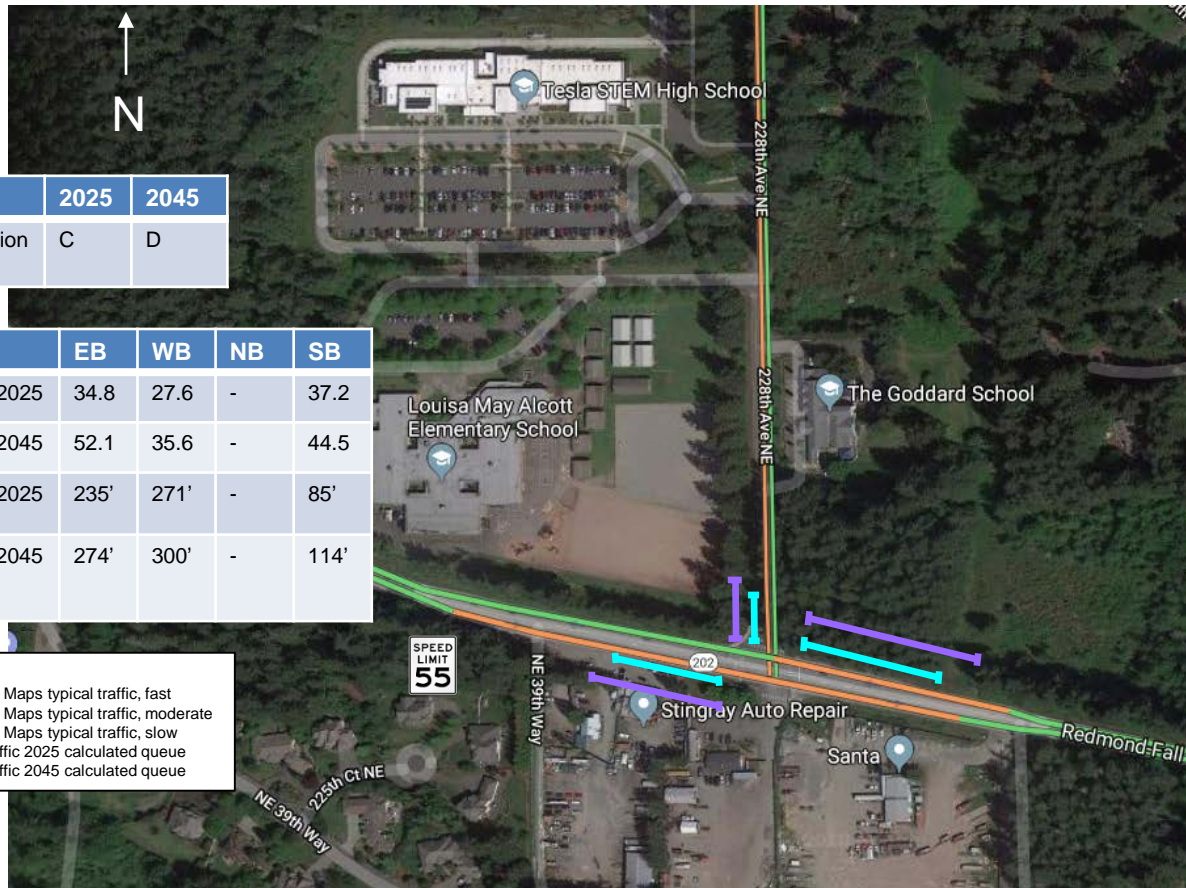 N
Tesla STEM High School
228th Ave NE
2025 2045
ion C D
EB WB NB SB
2025 34.8 27.6 - 37.2
2045 52.1 35.6 - 44.5
2025 235’ 271’ - 85’
2045 274’ 300’ - 114’
Louisa May Alcott
Elementary School
228th Ave NE
The Goddard School
SPEED
LIMIT
55
NE 39th Way
202
Stingray Auto Repair
Santa
Redmond Fall
Maps typical traffic, fast
Maps typical traffic, moderate
Maps typical traffic, slow
ffic 2025 calculated queue
ffic 2045 calculated queue
225th Ct NE
NE 39th Way